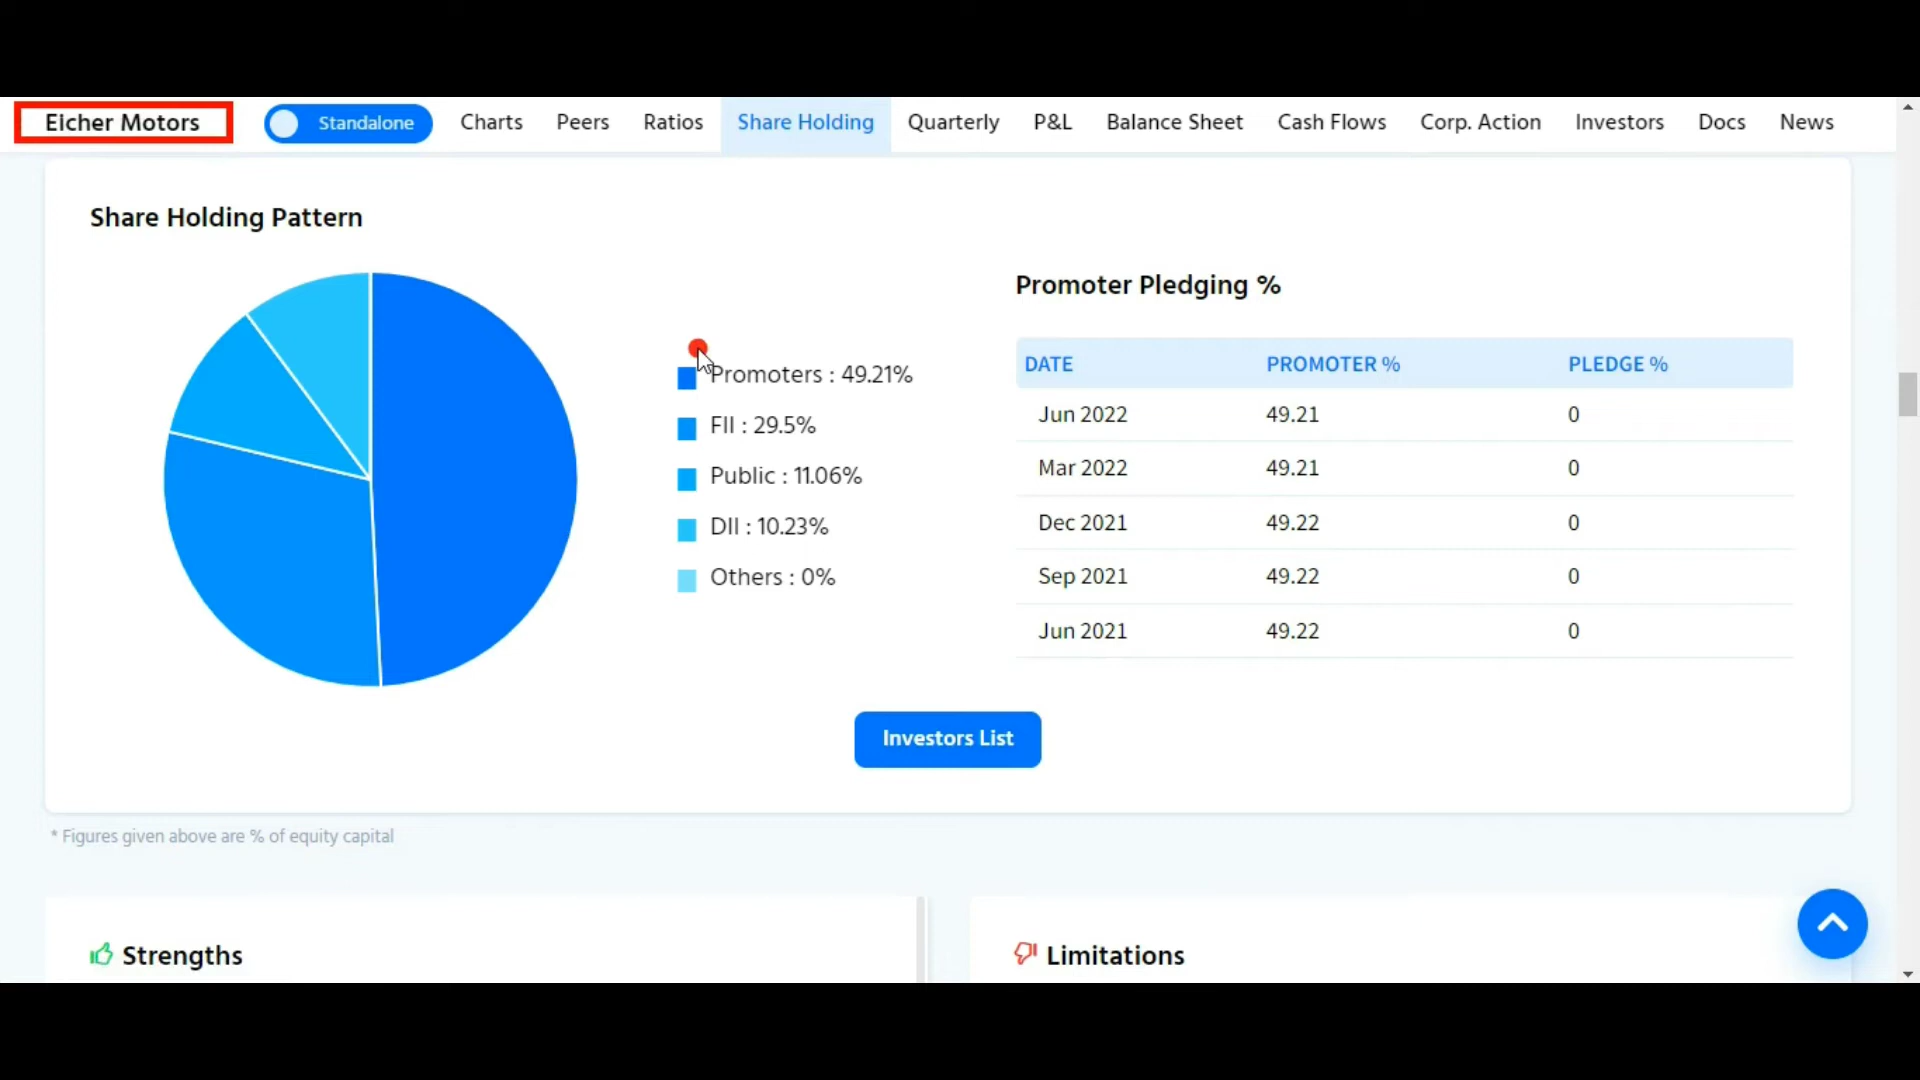 Eicher Motors Standalone Charts Peers Ratios Share Holding Quarterly P&L Balance Sheet Cash Flows Corp. Action Investors Docs News
Share Holding Pattern
Promoters : 49.21%
FII : 29.5%
Public : 11.06%
DII : 10.23%
Others : 0%
Promoter Pledging %
DATE PROMOTER % PLEDGE %
Jun 2022 49.21 0
Mar 2022 49.21 0
Dec 2021 49.22 0
Sep 2021 49.22 0
Jun 2021 49.22 0
Investors List
* Figures given above are % of equity capital
Strengths
Limitations